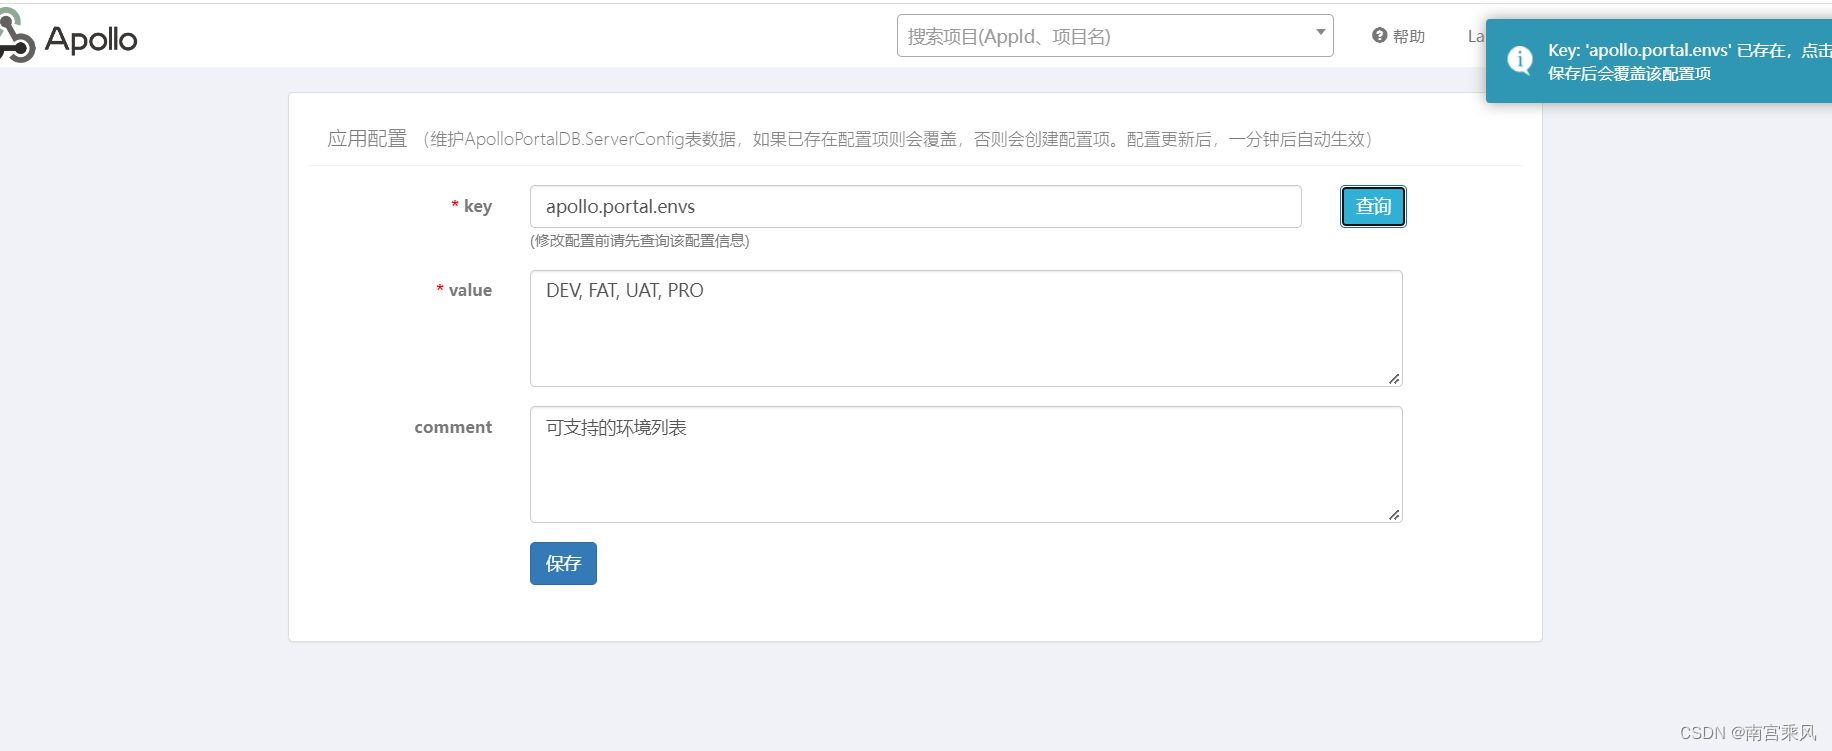 Apollo
搜索项目(AppId、项目名)
帮助
La
Key: 'apollo.portal.envs' 已存在，点击
保存后会覆盖该配置项
应用配置 （维护ApolloPortalDB.ServerConfig表数据，如果已存在配置项则会覆盖，否则会创建配置项。配置更新后，一分钟后自动生效）
* key
apollo.portal.envs
查询
(修改配置前请先查询该配置信息)
* value
DEV, FAT, UAT, PRO
comment
可支持的环境列表
保存
CSDN @南宫乘风